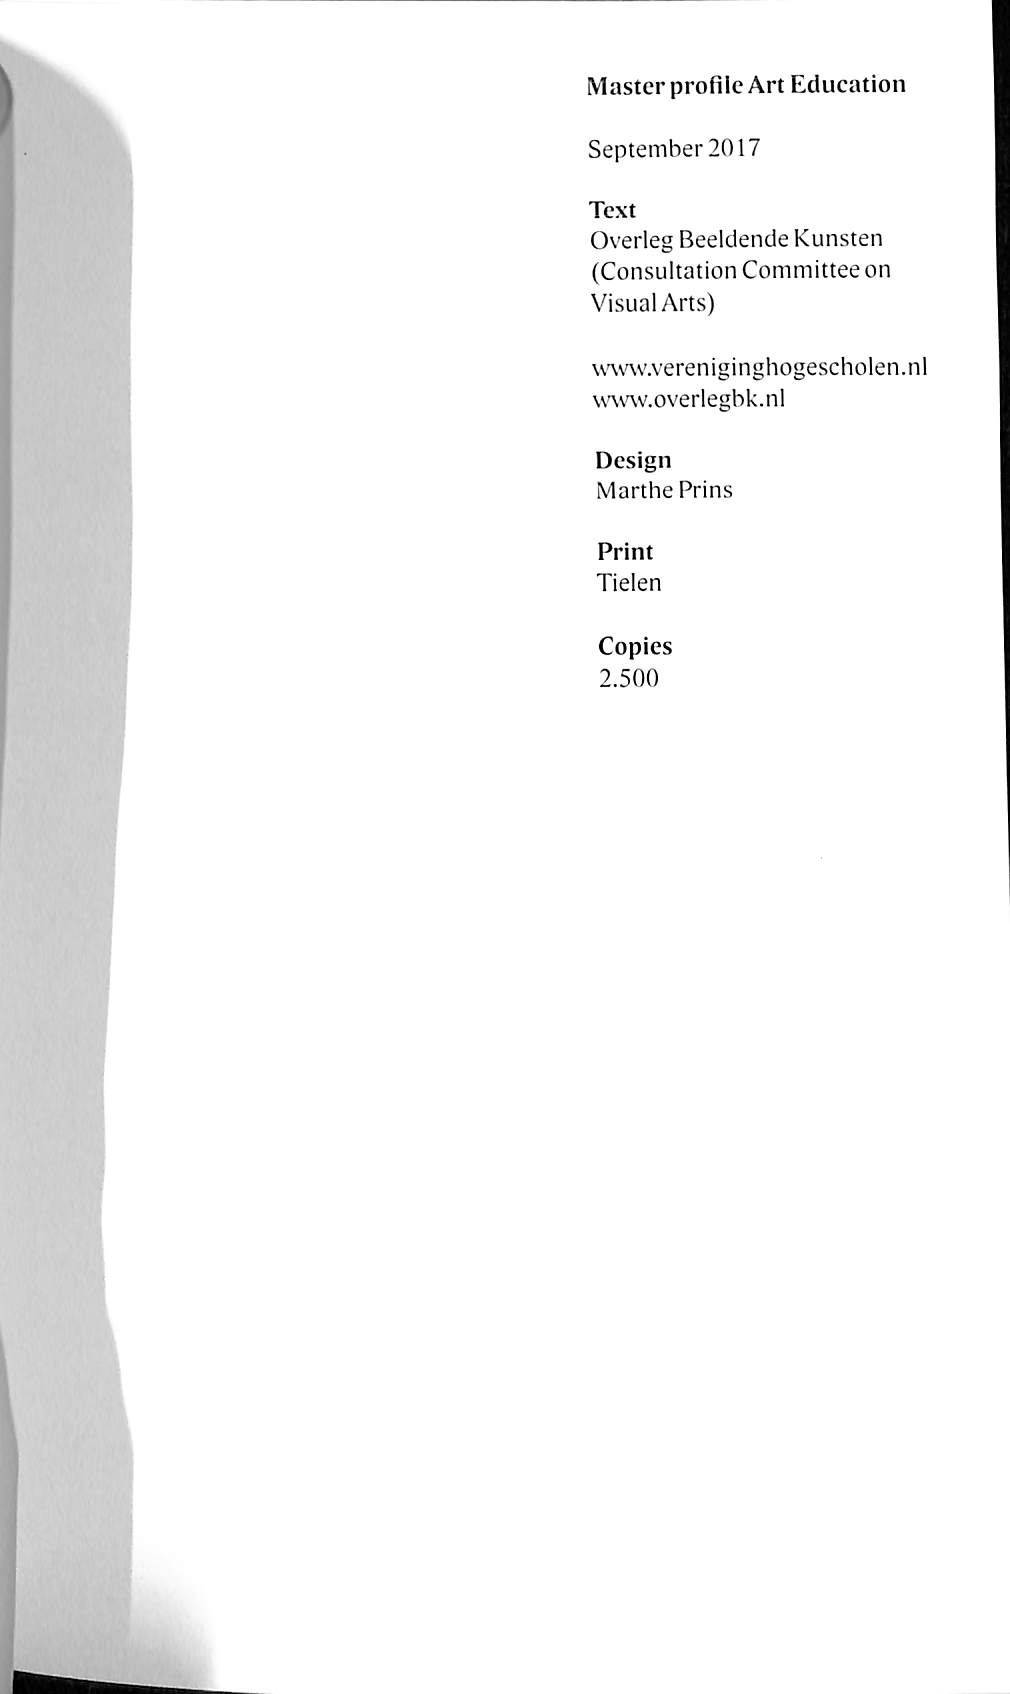 Master profile Art Education
September 2017
Text
Overleg Beeldende Kunsten
(Consultation Committee on
Visual Arts)
www.vereniginghogescholen.nl
www.overlegbk.nl
Design
Marthe Prins
Print
Tielen
Copies
2.500